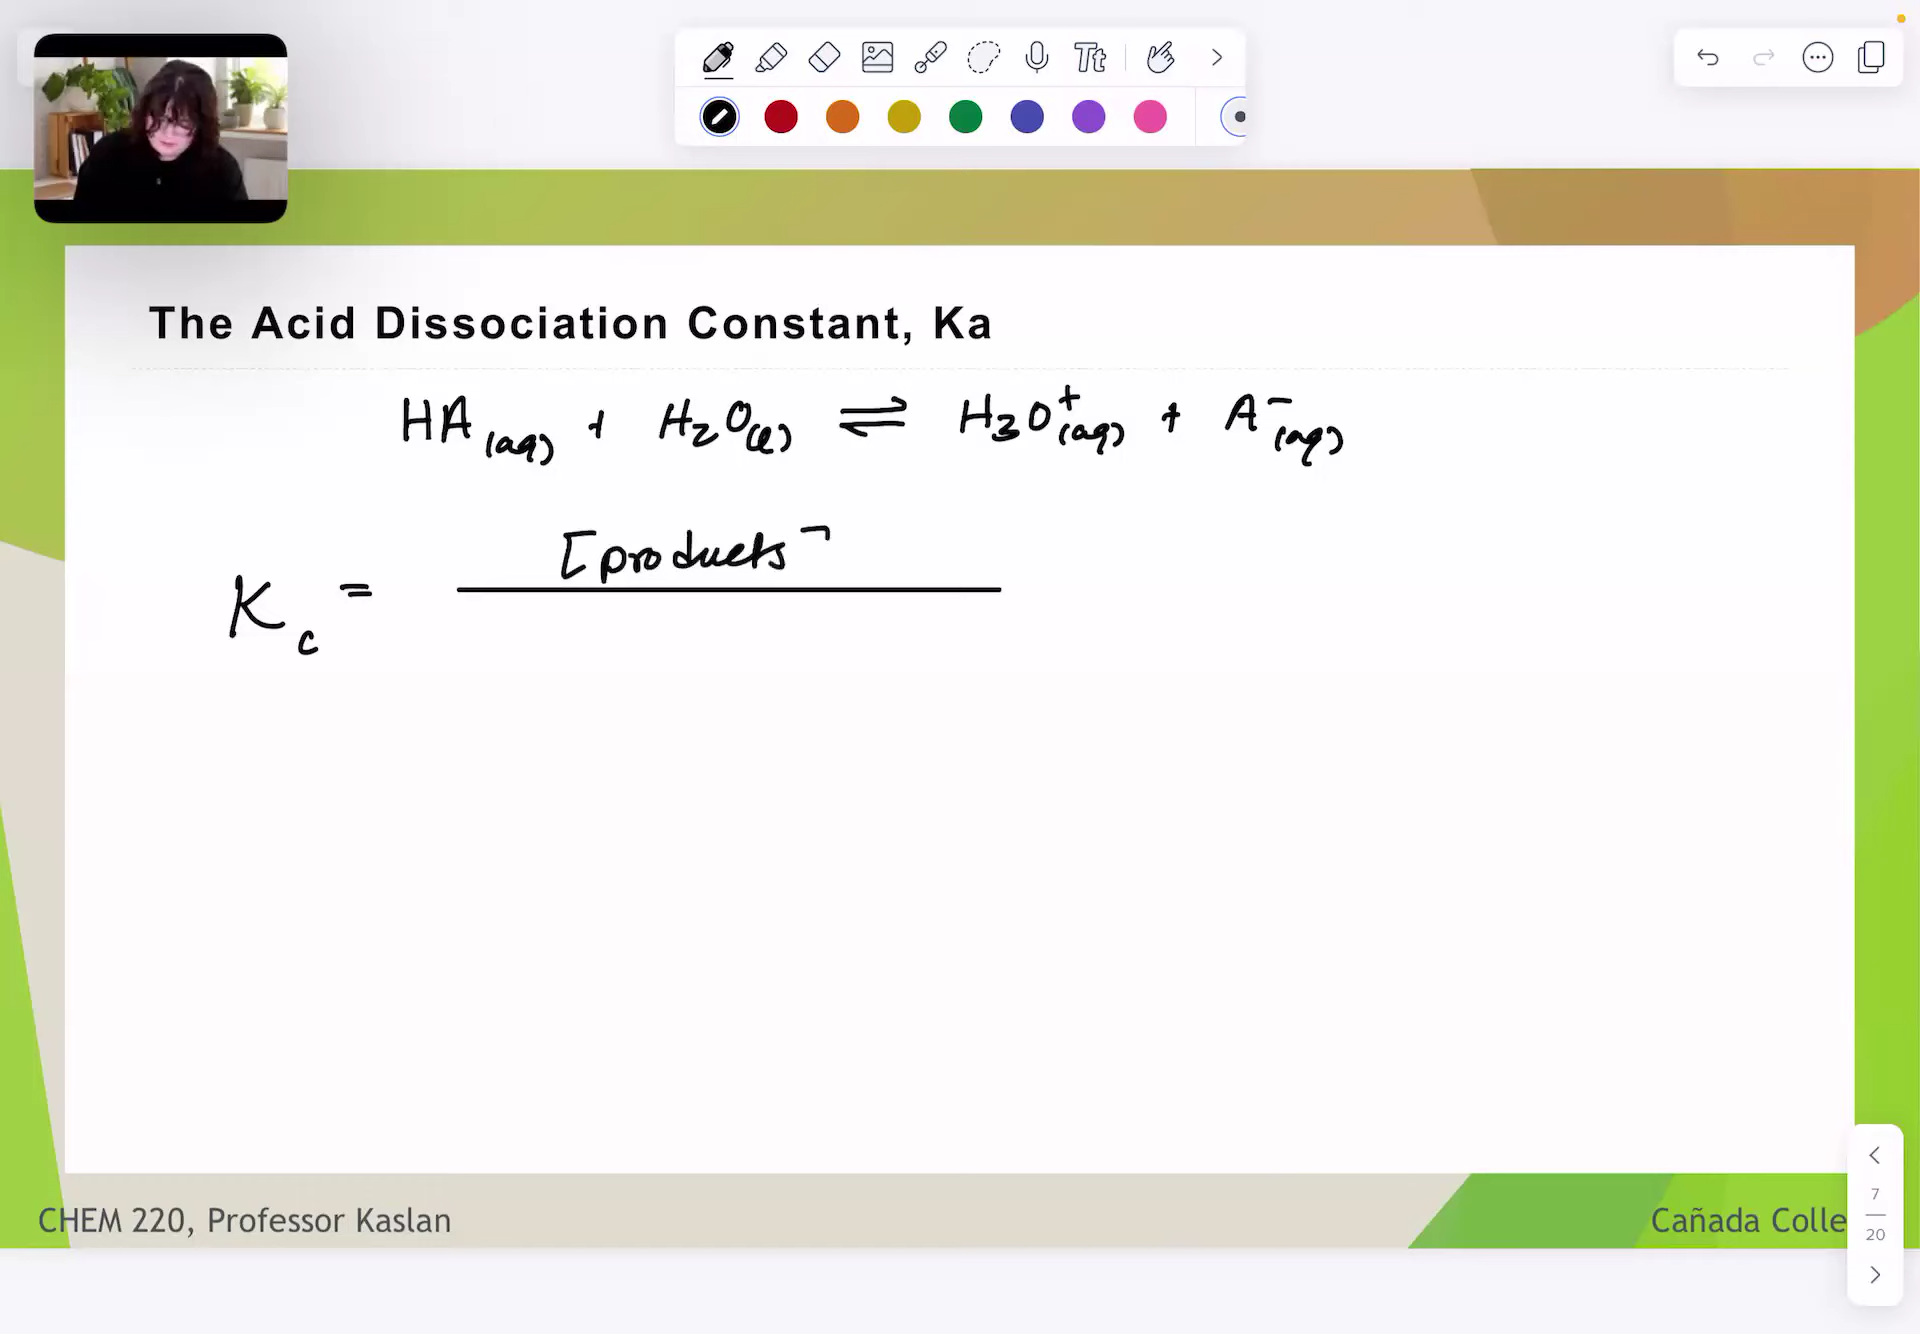 Tt
The Acid Dissociation Constant, Ka
HA(aq) + H₂O(l) ⇌ H₃O⁺(aq) + A⁻(aq)
[products
Kc =
CHEM 220, Professor Kaslan
Cañada Colle
7
20